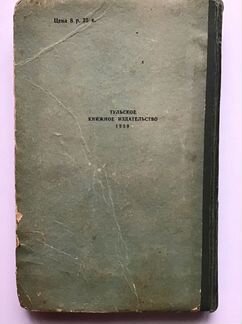 Цена 8 р. 25 к.
ТУЛЬСКОЕ
КНИЖНОЕ ИЗДАТЕЛЬСТВО
1958